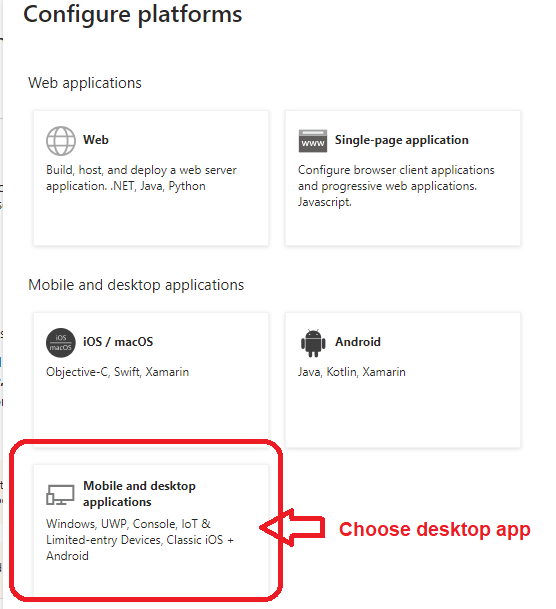 Configure platforms
Web applications
Web
Build, host, and deploy a web server
application. .NET, Java, Python
www
Single-page application
Configure browser client applications
and progressive web applications.
Javascript.
Mobile and desktop applications
iOS
macOS
iOS / macOS
Objective-C, Swift, Xamarin
Android
Java, Kotlin, Xamarin
Mobile and desktop
applications
Windows, UWP, Console, IoT &
Limited-entry Devices, Classic iOS +
Android
Choose desktop app